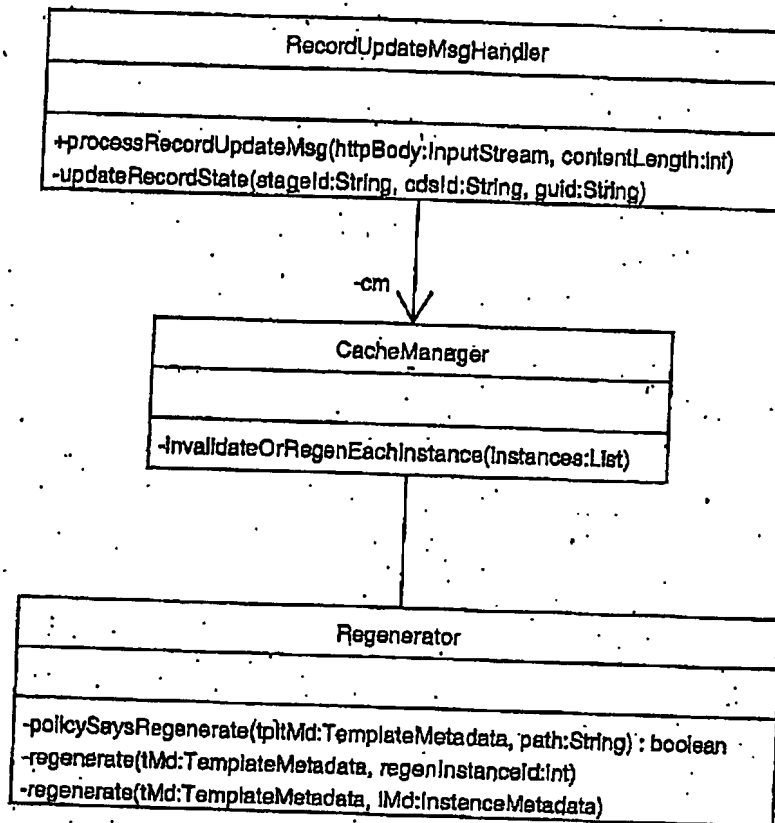 RecordUpdateMsgHandler
+processRecordUpdateMsg(httpBody:InputStream, contentLength:int)
-updateRecordState(stageId:String, cdsId:String, guid:String)
-cm
CacheManager
-invalidateOrRegenEachInstance(instances:List)
Regenerator
-policySaysRegenerate(tpltMd:TemplateMetadata, path:String) : boolean
-regenerate(tMd:TemplateMetadata, regenInstanceId:int)
-regenerate(tMd:TemplateMetadata, iMd:InstanceMetadata)